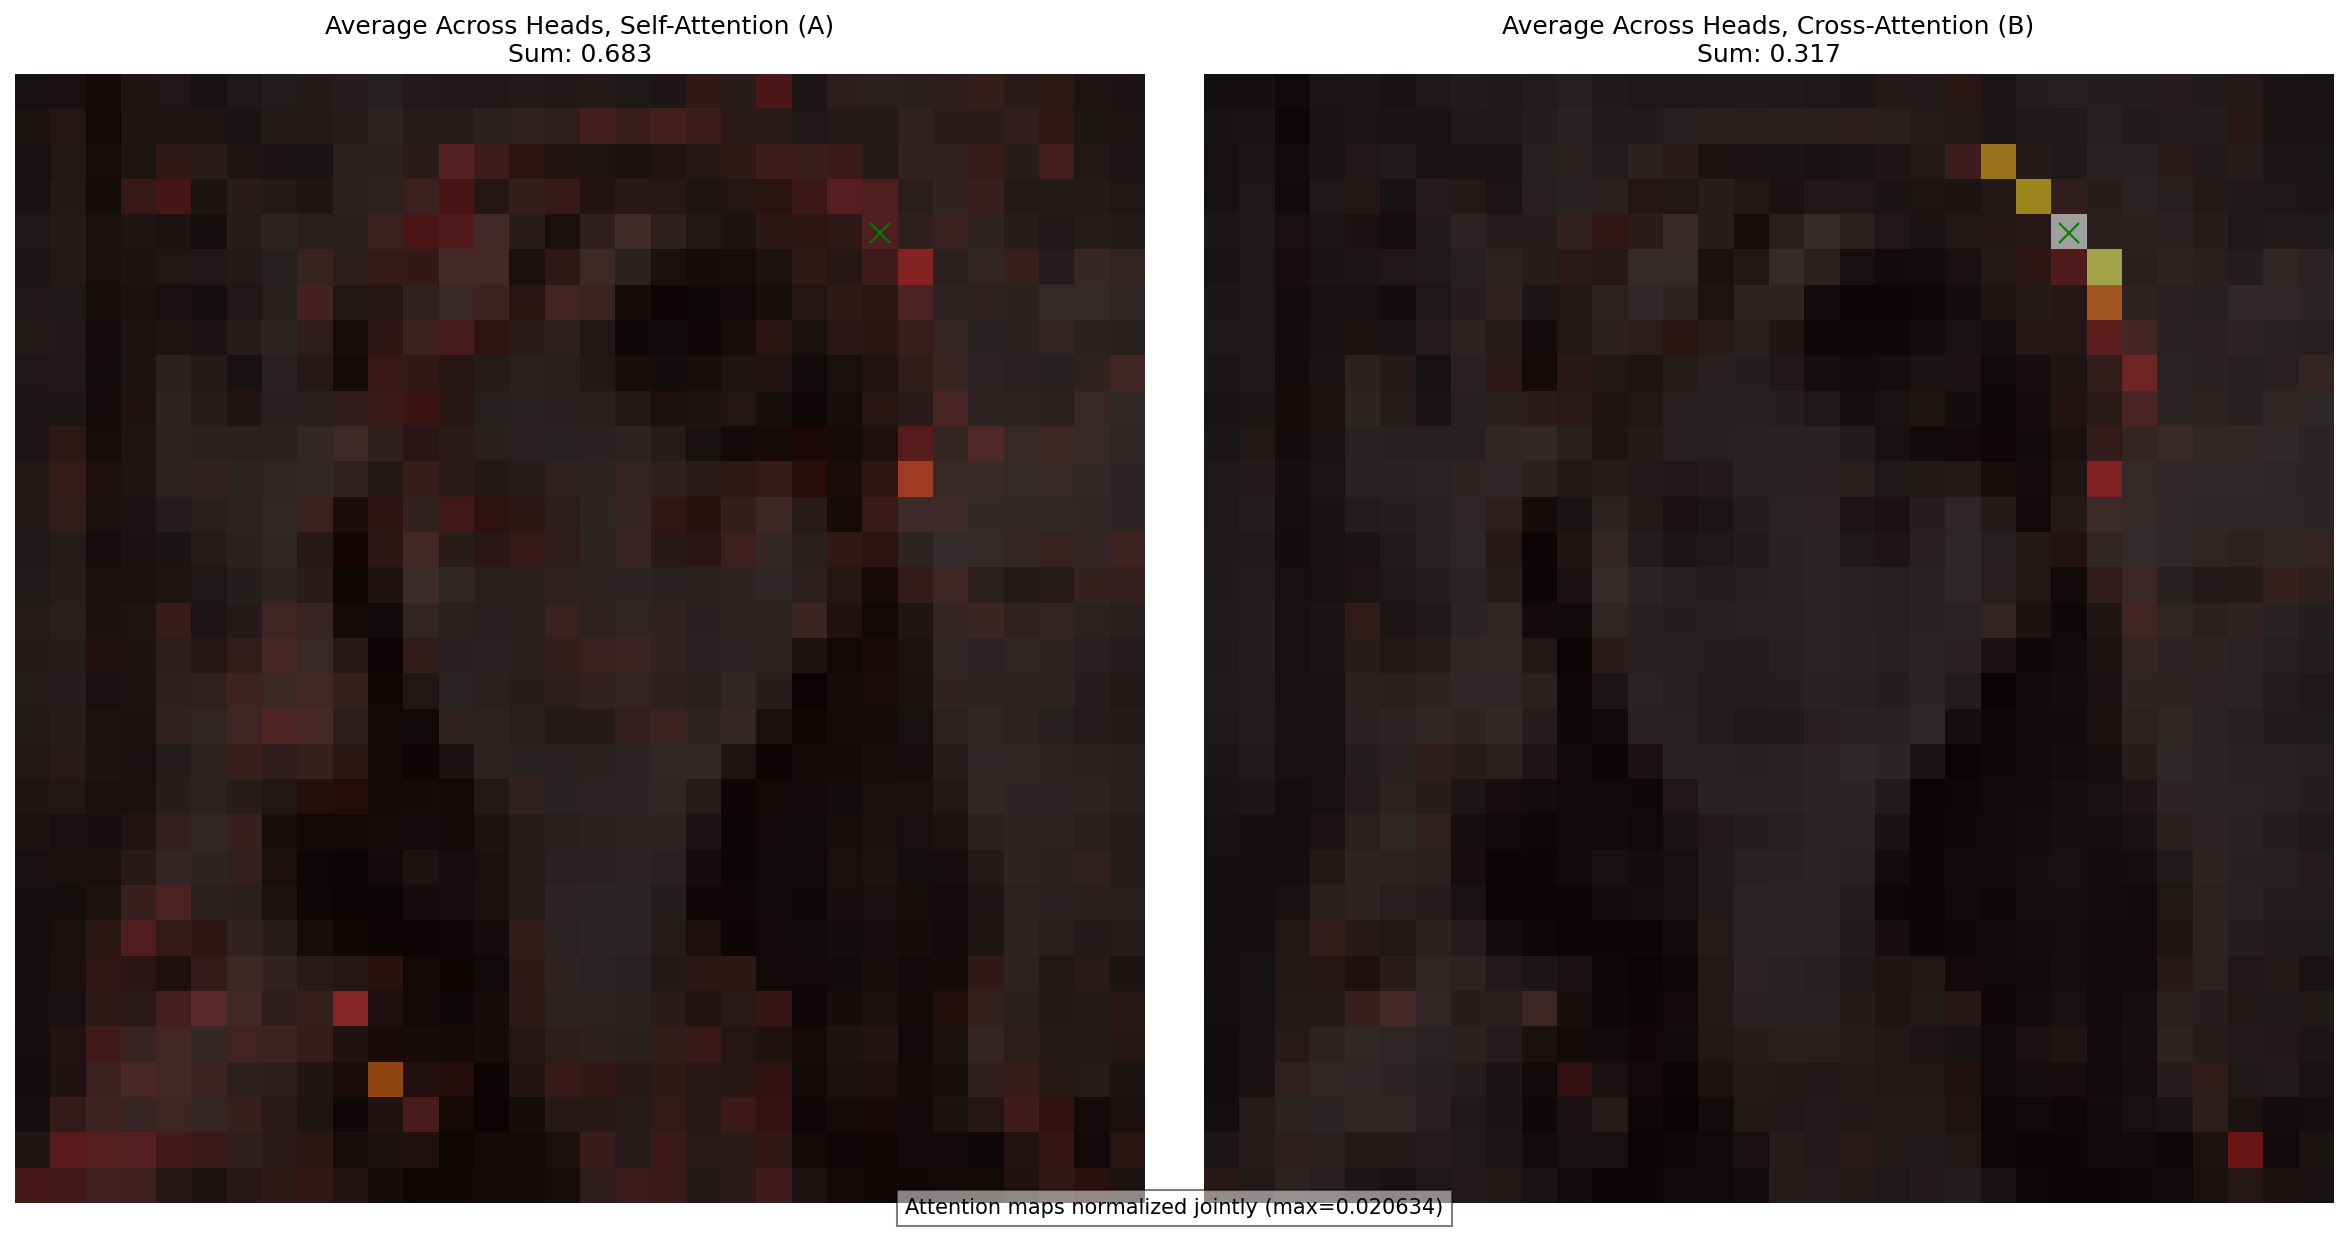 Average Across Heads, Self-Attention (A)
Sum: 0.683
Average Across Heads, Cross-Attention (B)
Sum: 0.317
Attention maps normalized jointly (max=0.020634)